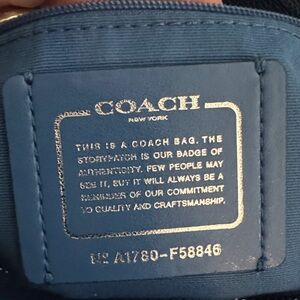 COACH
NEW YORK
THIS IS A COACH BAG. THE
STORYPATCH IS OUR BADGE OF
AUTHENTICITY. FEW PEOPLE MAY
SEE IT, BUT IT WILL ALWAYS BE A
REMINDER OF OUR COMMITMENT
TO QUALITY AND CRAFTSMANSHIP.
Nº A1780-F58846